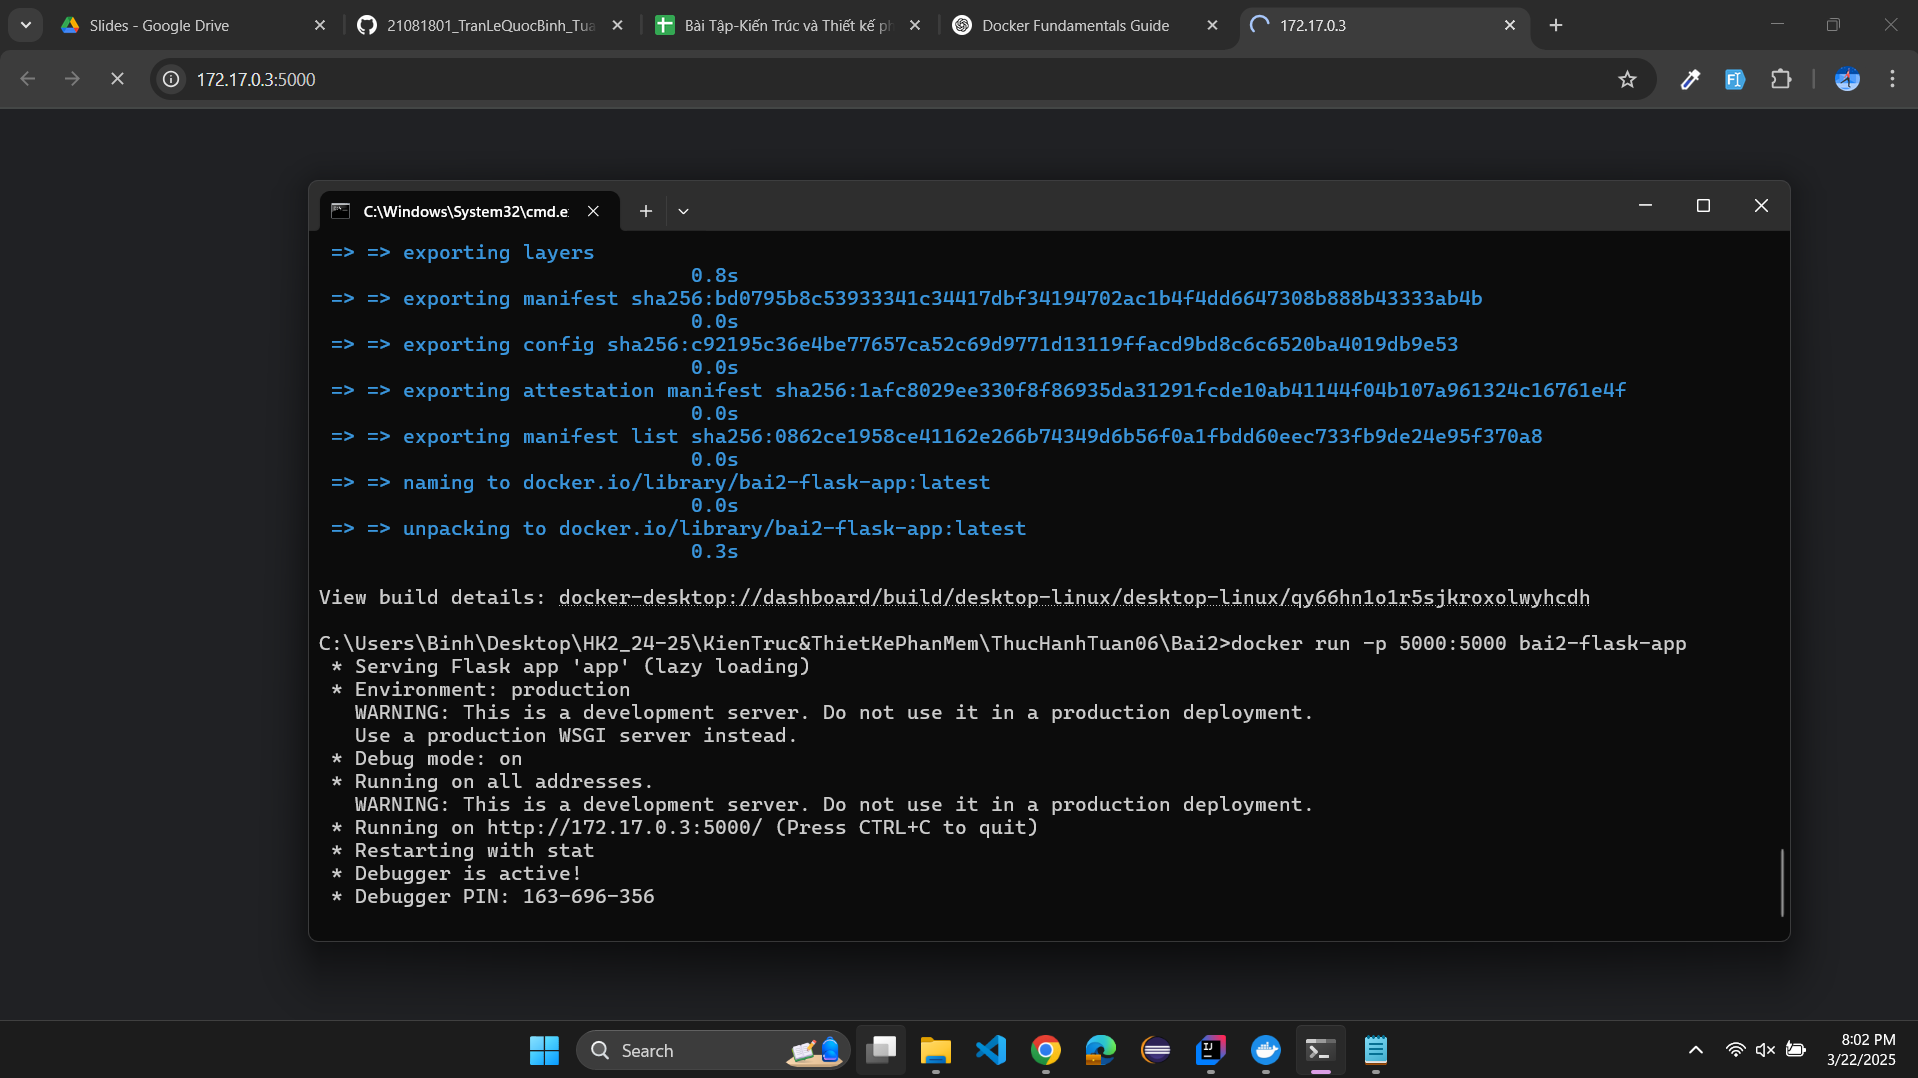 Slides - Google Drive
21081801_TranLeQuocBinh_Tua
Bài Tập-Kiến Trúc và Thiết kế ph
Docker Fundamentals Guide
172.17.0.3
172.17.0.3:5000
C:\Windows\System32\cmd.e
=> => exporting layers
0.8s
=> => exporting manifest sha256:bd0795b8c53933341c34417dbf34194702ac1b4f4dd6647308b888b43333ab4b
0.0s
=> => exporting config sha256:c92195c36e4be77657ca52c69d9771d13119ffacd9bd8c6c6520ba4019db9e53
0.0s
=> => exporting attestation manifest sha256:1afc8029ee330f8f86935da31291fcde10ab41144f04b107a961324c16761e4f
0.0s
=> => exporting manifest list sha256:0862ce1958ce41162e266b74349d6b56f0a1fbdd60eec733fb9de24e95f370a8
0.0s
=> => naming to docker.io/library/bai2-flask-app:latest
0.0s
=> => unpacking to docker.io/library/bai2-flask-app:latest
0.3s
View build details: docker-desktop://dashboard/build/desktop-linux/desktop-linux/qy66hn1o1r5sjkroxolwyhcdh
C:\Users\Binh\Desktop\HK2_24-25\KienTruc&ThietKePhanMem\ThucHanhTuan06\Bai2>docker run -p 5000:5000 bai2-flask-app
* Serving Flask app 'app' (lazy loading)
* Environment: production
WARNING: This is a development server. Do not use it in a production deployment.
Use a production WSGI server instead.
* Debug mode: on
* Running on all addresses.
WARNING: This is a development server. Do not use it in a production deployment.
* Running on http://172.17.0.3:5000/ (Press CTRL+C to quit)
* Restarting with stat
* Debugger is active!
* Debugger PIN: 163-696-356
Search
8:02 PM
3/22/2025